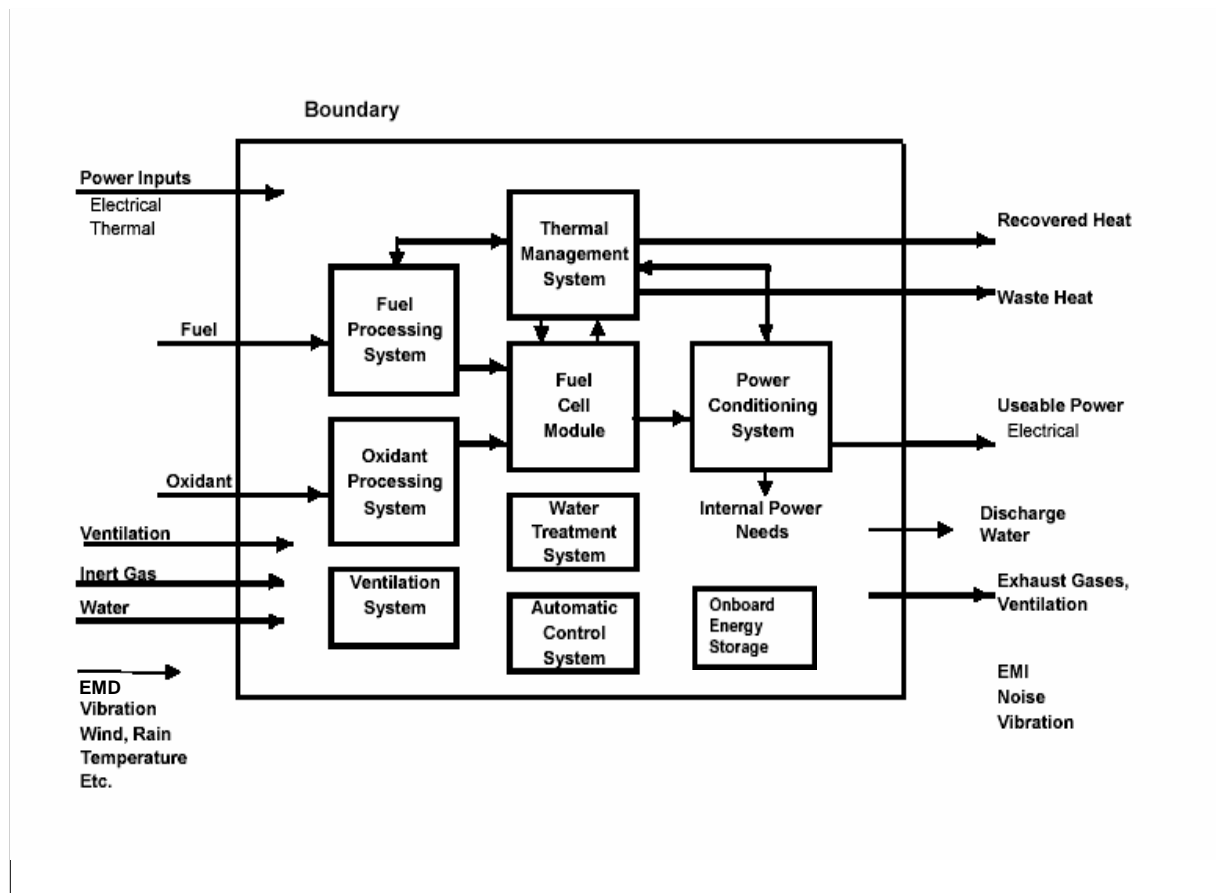 Boundary
Power Inputs
Electrical
Thermal
Fuel
Oxidant
Ventilation
Inert Gas
Water
EMD
Vibration
Wind, Rain
Temperature
Etc.
Fuel
Processing
System
Oxidant
Processing
System
Ventilation
System
Thermal
Management
System
Fuel
Cell
Module
Water
Treatment
System
Automatic
Control
System
Power
Conditioning
System
Internal Power
Needs
Onboard
Energy
Storage
Recovered Heat
Waste Heat
Useable Power
Electrical
Discharge
Water
Exhaust Gases,
Ventilation
EMI
Noise
Vibration